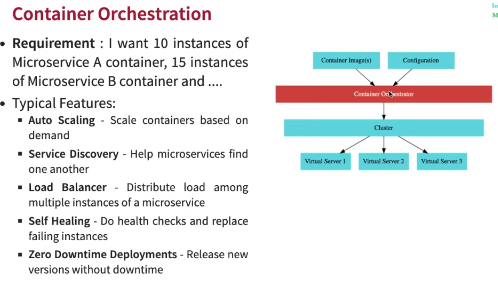 Container Orchestration
• Requirement : I want 10 instances of
Microservice A container, 15 instances
of Microservice B container and ....
• Typical Features:
▪ Auto Scaling - Scale containers based on
demand
▪ Service Discovery - Help microservices find
one another
▪ Load Balancer - Distribute load among
multiple instances of a microservice
▪ Self Healing - Do health checks and replace
failing instances
▪ Zero Downtime Deployments - Release new
versions without downtime
Container Image(s)
Configuration
Container Orchestrator
Cluster
Virtual Server 1
Virtual Server 2
Virtual Server 3